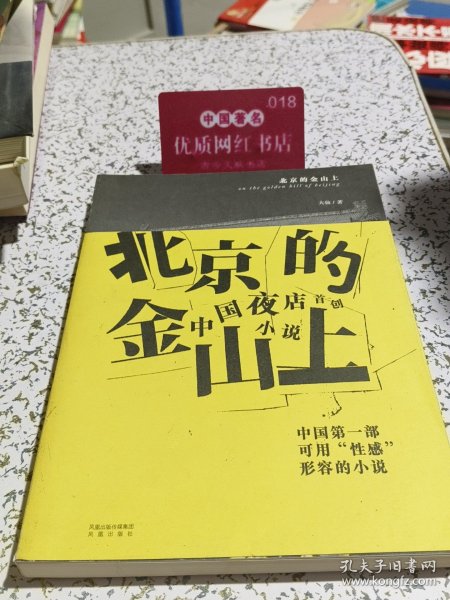 .018
中国著名
优质网红书店
北京的金山上
on the golden hill of beijing
大仙/著
北京的
金山上
中国夜店首创
小说
中国第一部
可用“性感”
形容的小说
凤凰出版传媒集团
凤凰出版社
孔夫子旧书网
www.kongfz.com